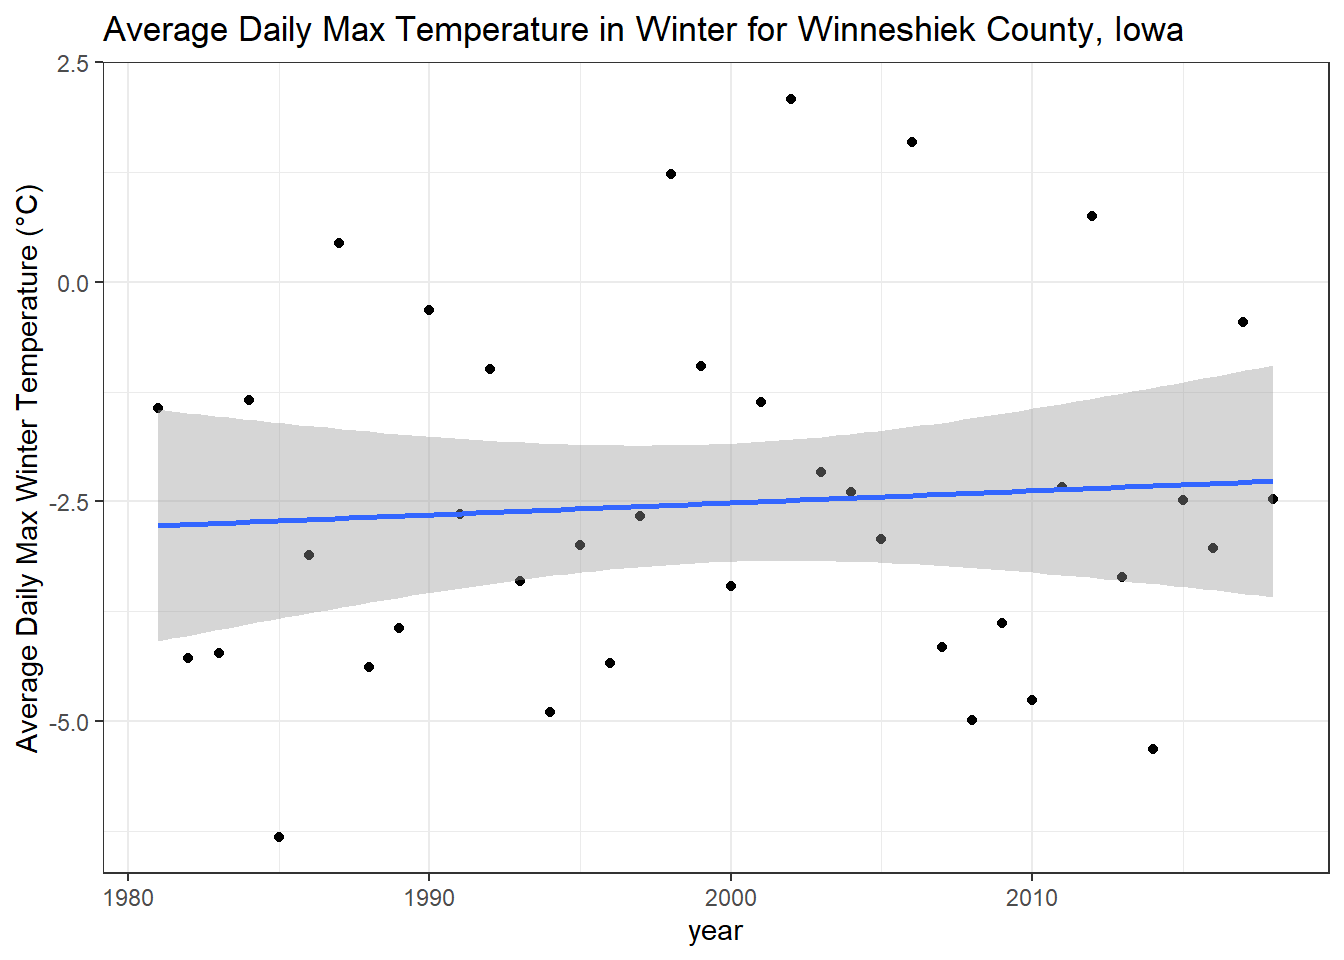 Average Daily Max Temperature in Winter for Winneshiek County, Iowa
Average Daily Max Winter Temperature (°C)
2.5
0.0
-2.5
-5.0
1980 1990 2000 2010
year